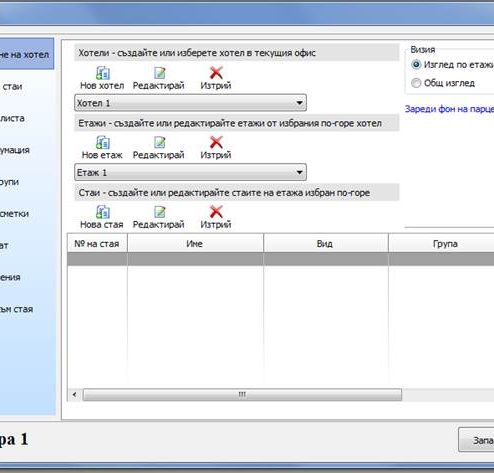 не на хотел
стаи
листа
унация
рупи
снетки
ат
ения
ъм стая
Хотели - създайте или изберете хотел в текущия офис
Нов хотел Редактирай Изтрий
Хотел 1
Етажи - създайте или редактирайте етажи от избрания по-горе хотел
Нов етаж Редактирай Изтрий
Етаж 1
Стаи - създайте или редактирайте стаите на етажа избран по-горе
Нова стая Редактирай Изтрий
№ на стая Име Вид Група
Визия
Изглед по етажи
Общ изглед
Зареди фон на парце
ра 1
Запа